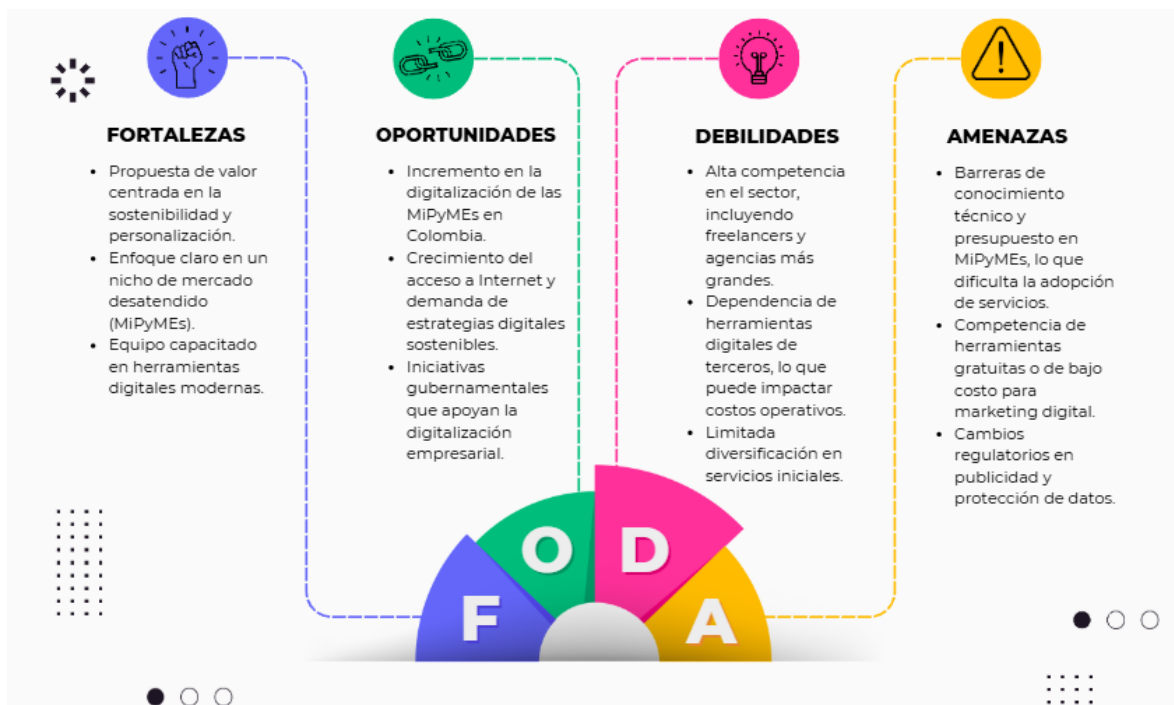 FORTALEZAS
• Propuesta de valor
centrada en la
sostenibilidad y
personalización.
• Enfoque claro en un
nicho de mercado
desatendido
(MiPyMEs).
• Equipo capacitado
en herramientas
digitales modernas.
OPORTUNIDADES
• Incremento en la
digitalización de las
MiPyMEs en
Colombia.
• Crecimiento del
acceso a Internet y
demanda de
estrategias digitales
sostenibles.
• Iniciativas
gubernamentales
que apoyan la
digitalización
empresarial.
DEBILIDADES
• Alta competencia
en el sector,
incluyendo
freelancers y
agencias más
grandes.
• Dependencia de
herramientas
digitales de
terceros, lo que
puede impactar
costos operativos.
• Limitada
diversificación en
servicios iniciales.
AMENAZAS
• Barreras de
conocimiento
técnico y
presupuesto en
MiPyMEs, lo que
dificulta la adopción
de servicios.
• Competencia de
herramientas
gratuitas o de bajo
costo para
marketing digital.
• Cambios
regulatorios en
publicidad y
protección de datos.
F
O
D
A